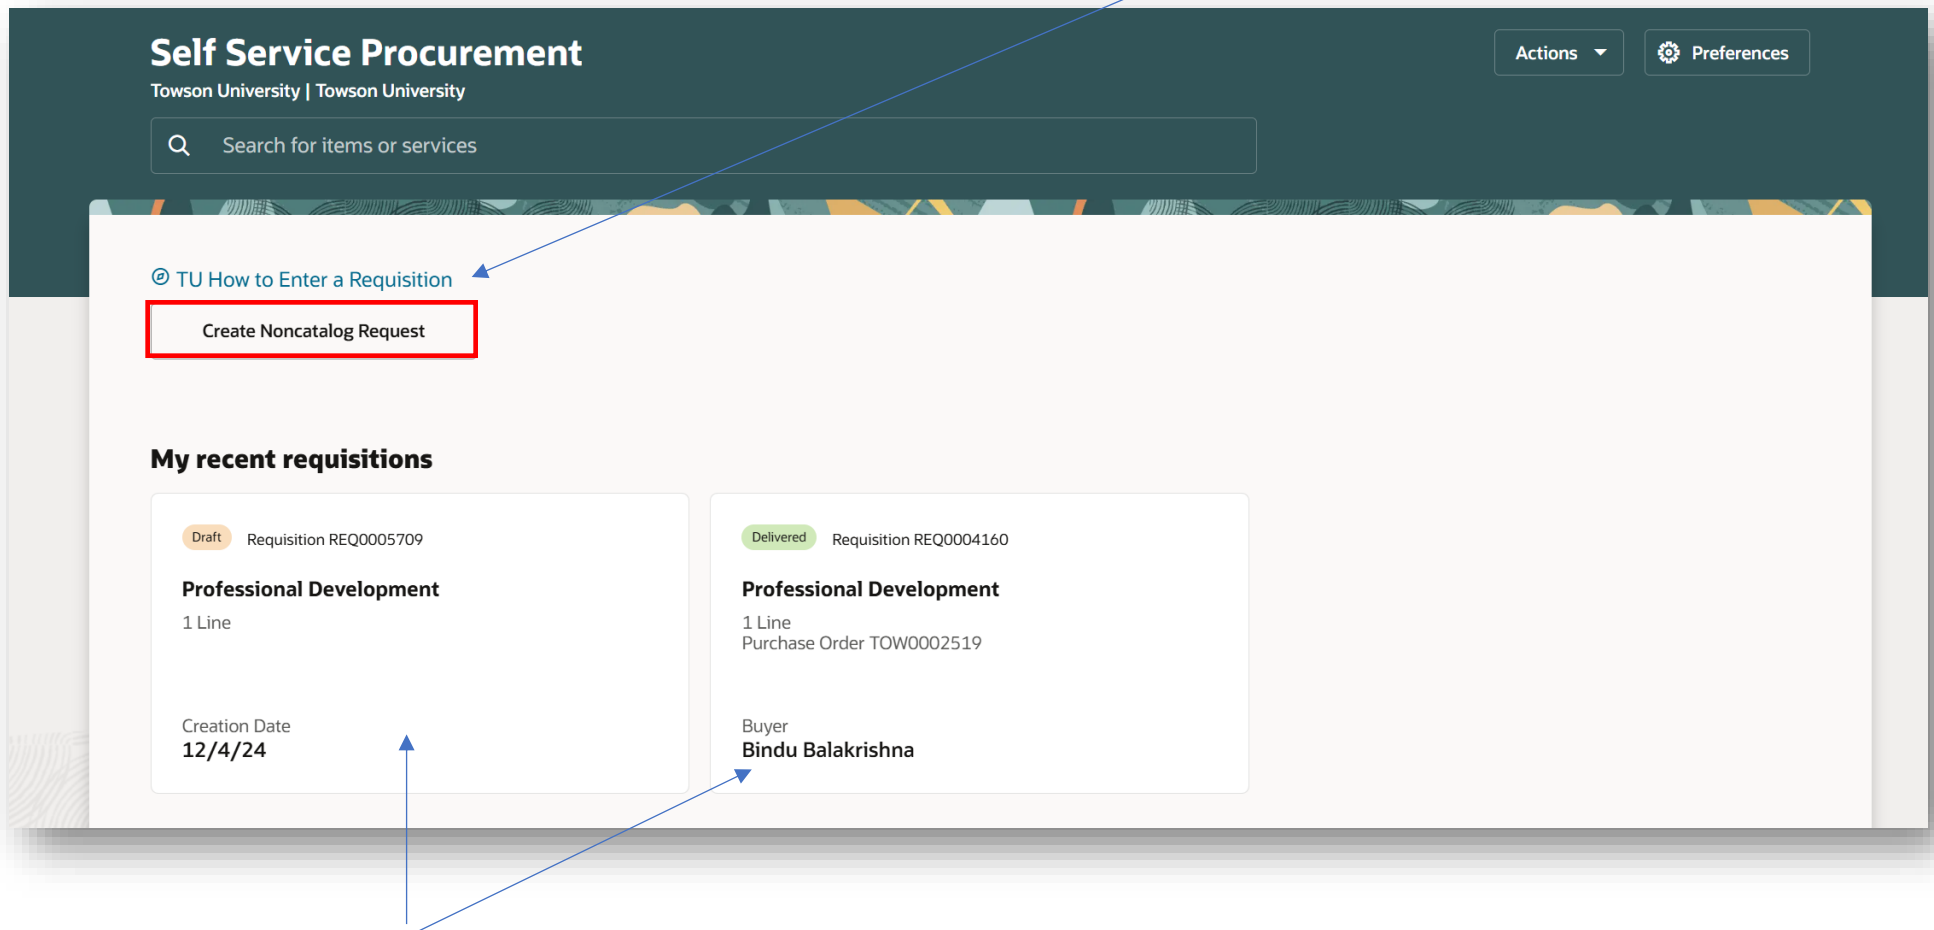 Self Service Procurement
Actions
Preferences
Towson University | Towson University
Search for items or services
TU How to Enter a Requisition
Create Noncatalog Request
My recent requisitions
Draft
Requisition REQ0005709
Professional Development
1 Line
Creation Date
12/4/24
Delivered
Requisition REQ0004160
Professional Development
1 Line
Purchase Order TOW0002519
Buyer
Bindu Balakrishna